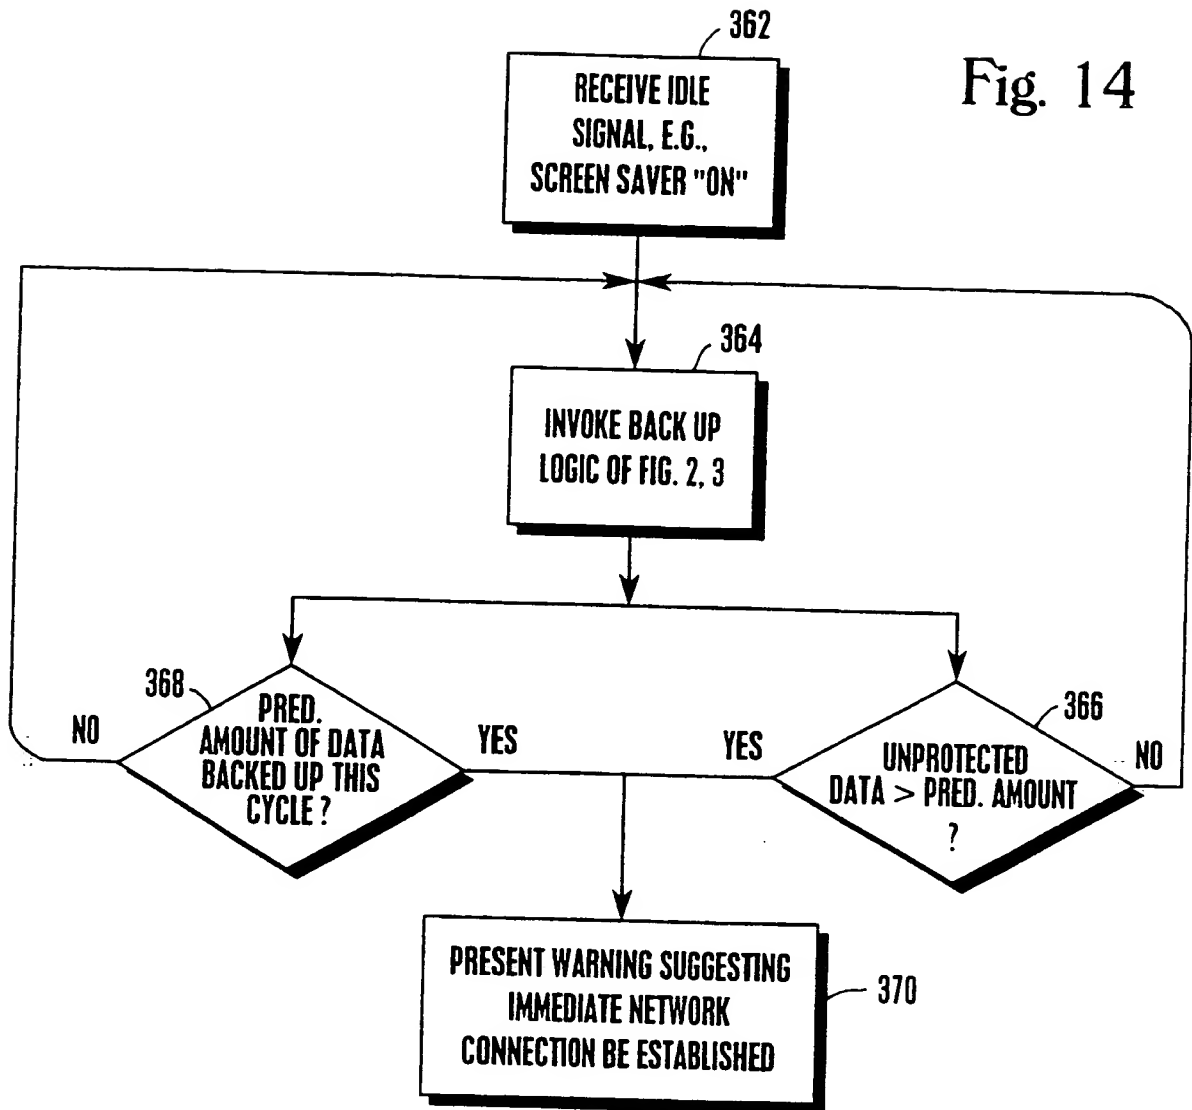 362
Fig. 14
RECEIVE IDLE
SIGNAL, E.G.,
SCREEN SAVER "ON"
364
INVOKE BACK UP
LOGIC OF FIG. 2, 3
368
PRED.
AMOUNT OF DATA
BACKED UP THIS
CYCLE ?
NO
YES
YES
366
UNPROTECTED
DATA > PRED. AMOUNT
?
NO
PRESENT WARNING SUGGESTING
IMMEDIATE NETWORK
CONNECTION BE ESTABLISHED
370